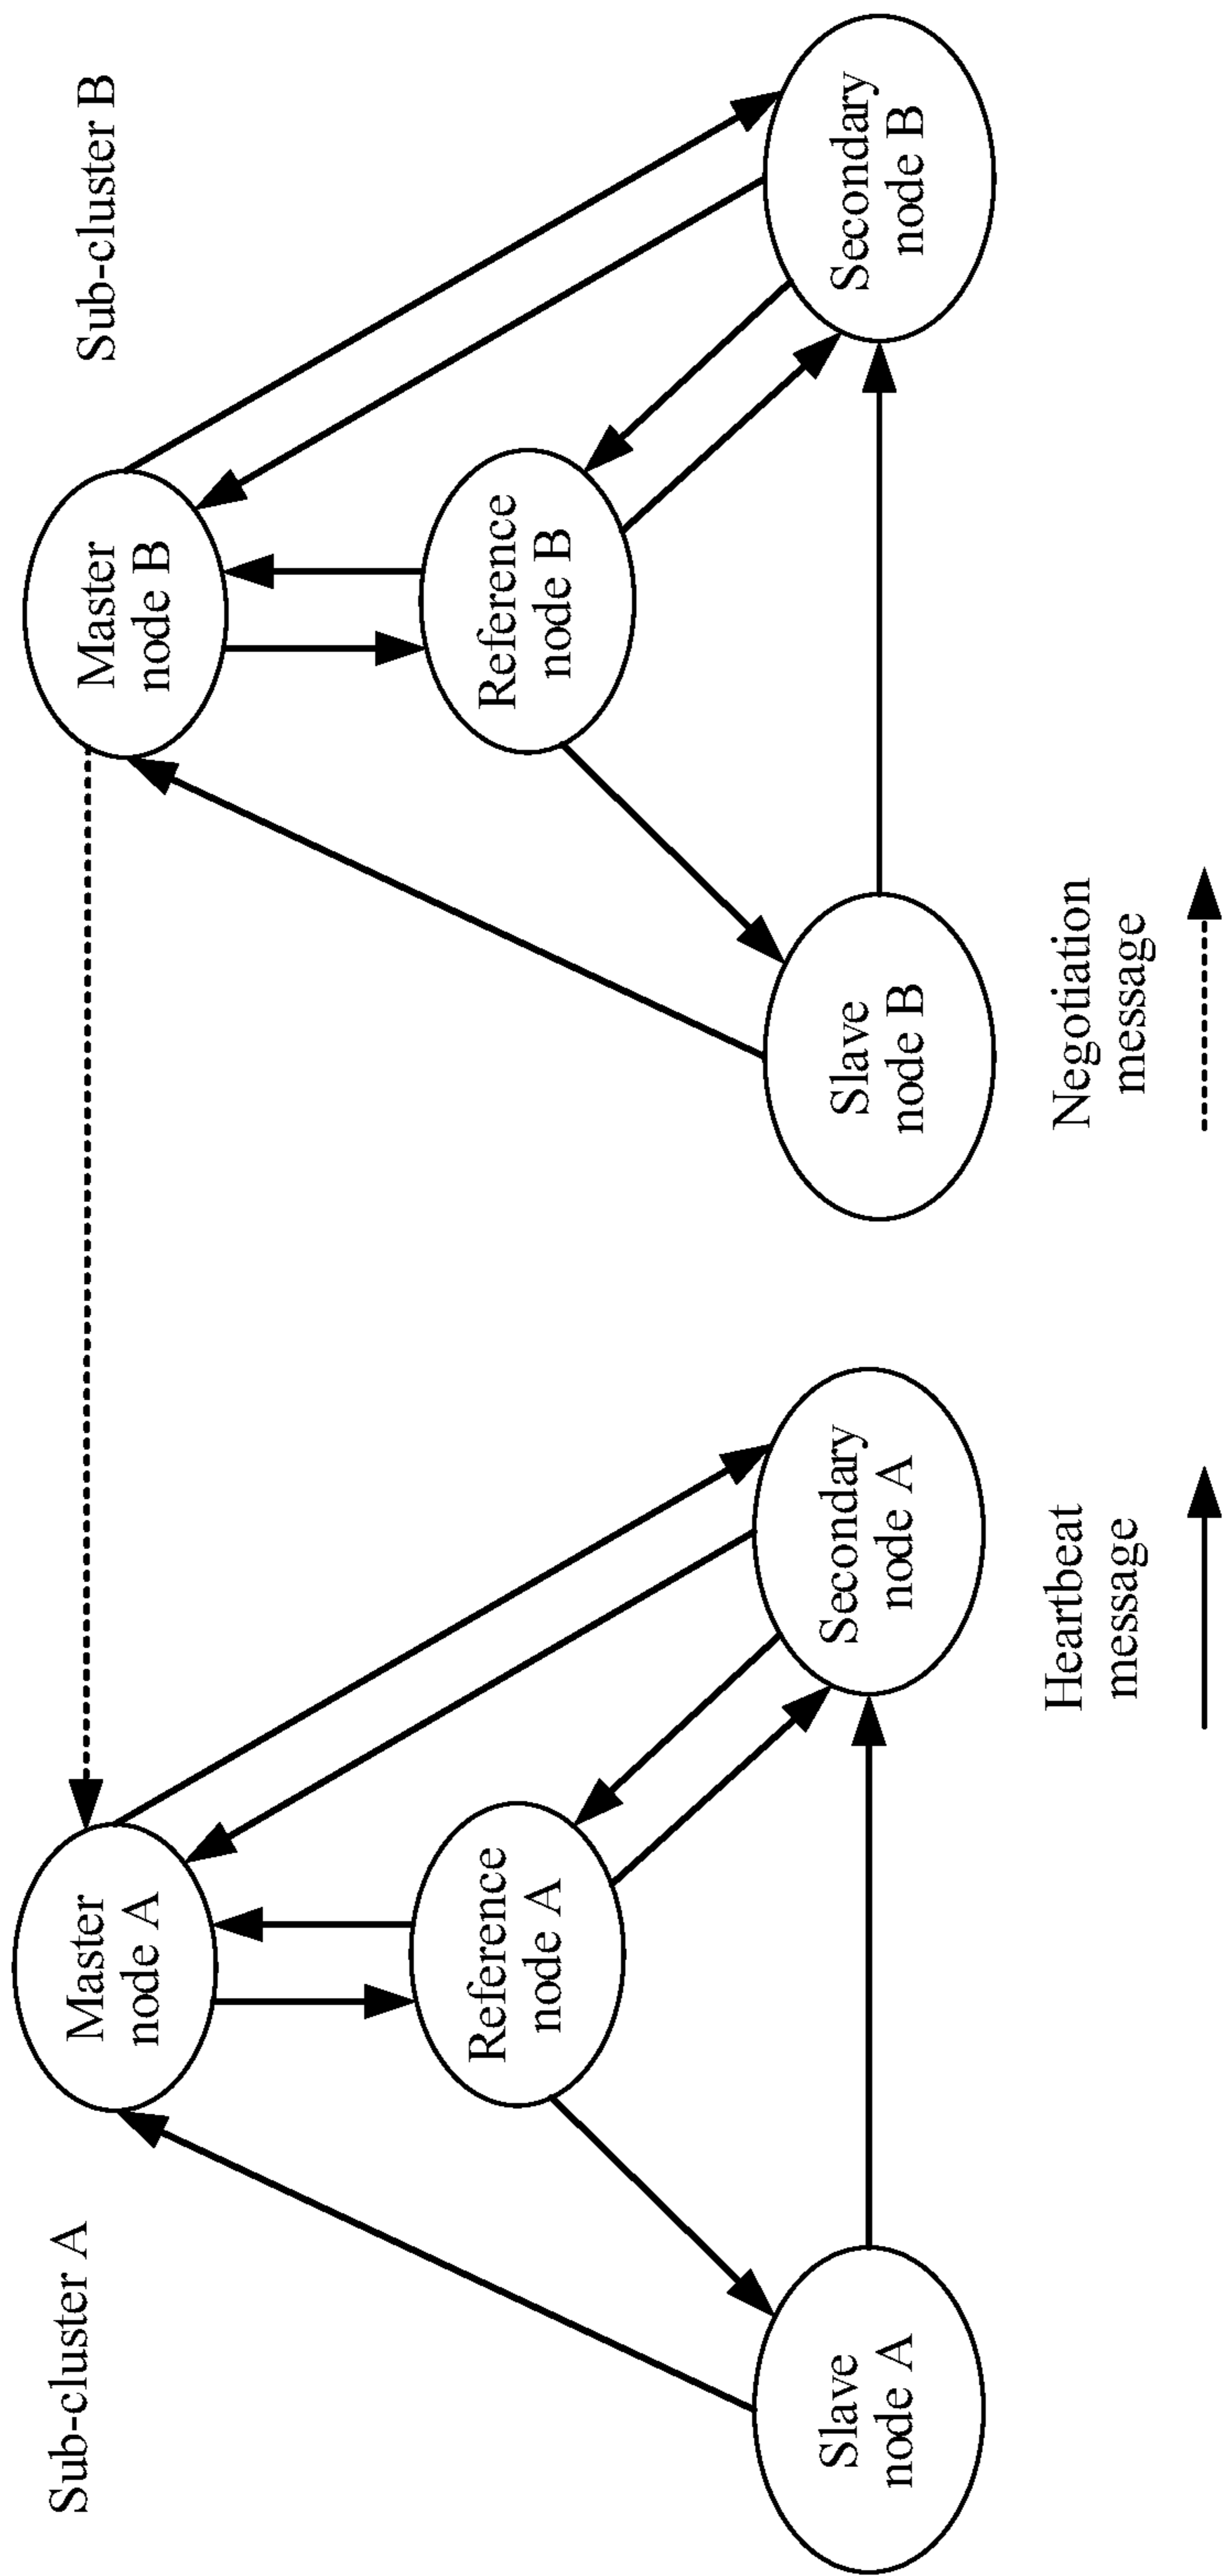 Sub-cluster A
Sub-cluster B
Master
node A
Master
node B
Reference
node A
Reference
node B
Slave
node A
Secondary
node A
Slave
node B
Secondary
node B
Heartbeat
message
Negotiation
message